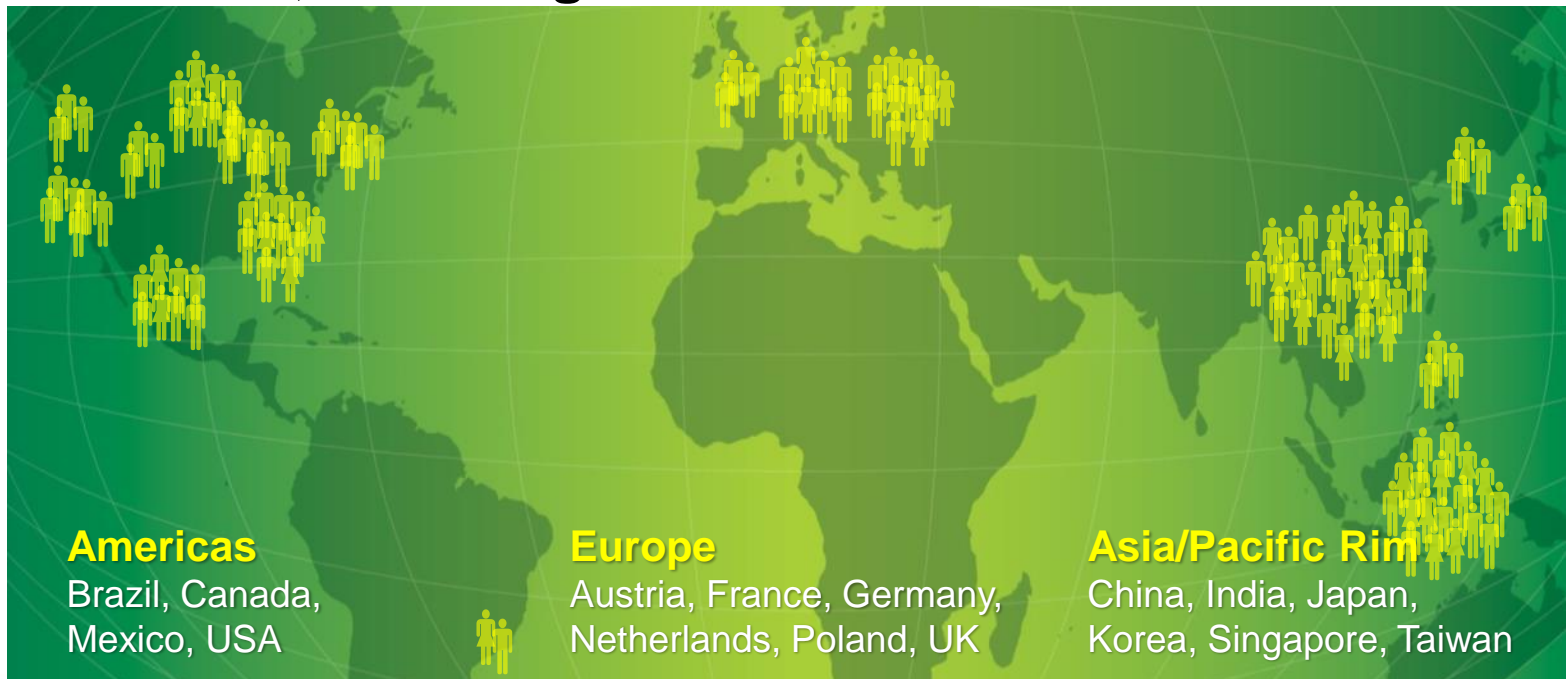 Americas
Brazil, Canada,
Mexico, USA
Europe
Austria, France, Germany,
Netherlands, Poland, UK
Asia/Pacific Rim
China, India, Japan,
Korea, Singapore, Taiwan